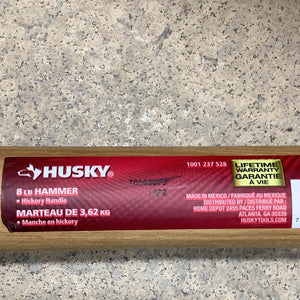 HUSKY
1001 237 528
8 LB HAMMER
• Hickory Handle
MARTEAU DE 3,62 KG
• Manche en hickory
LIFETIME
WARRANTY
GARANTIE
À VIE
MADE IN MEXICO / FABRIQUÉ AU MEXIQUE
DISTRIBUTED BY / DISTRIBUÉ PAR :
HOME DEPOT 2455 PACES FERRY ROAD
ATLANTA, GA 30339
HUSKYTOOLS.COM
7